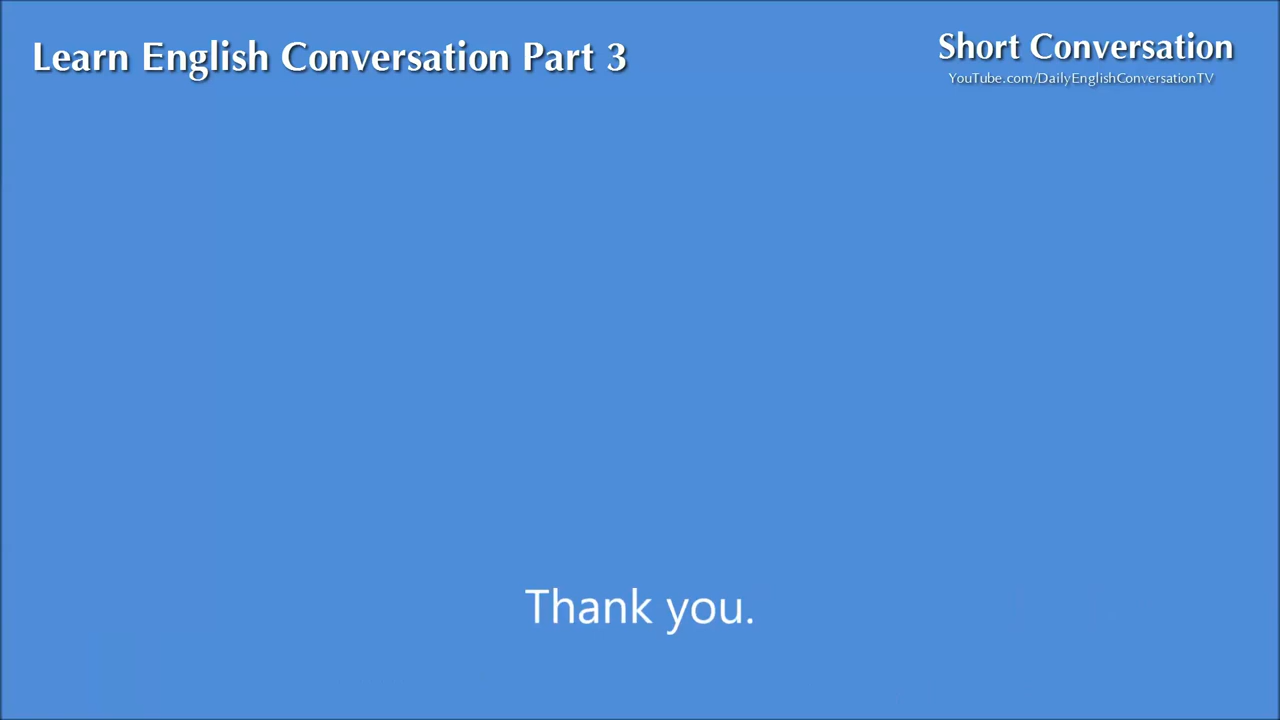 Learn English Conversation Part 3
Short Conversation
YouTube.com/DailyEnglishConversationTV
Thank you.